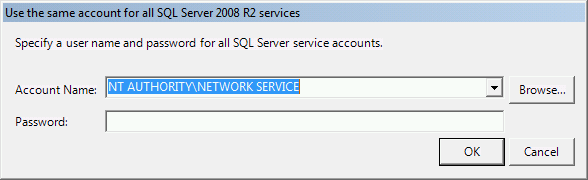 Use the same account for all SQL Server 2008 R2 services
Specify a user name and password for all SQL Server service accounts.
Account Name: NT AUTHORITY\NETWORK SERVICE Browse...
Password:
OK Cancel